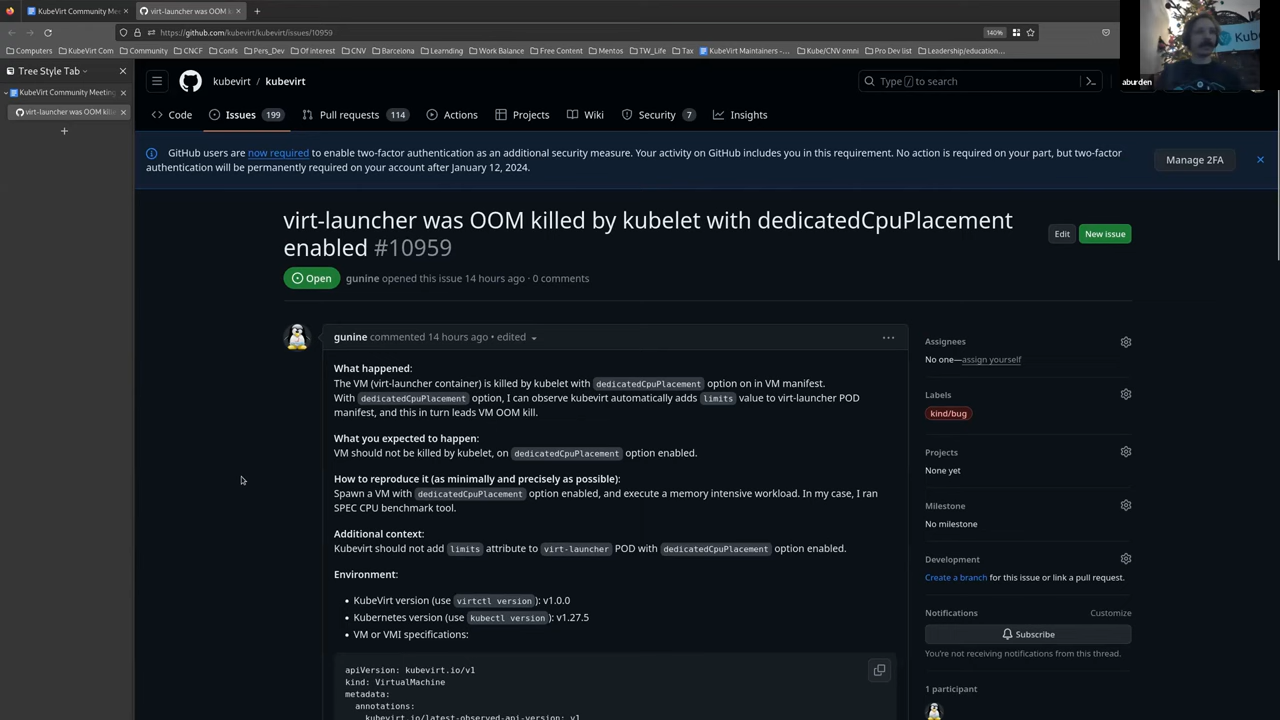 KubeVirt Community Me
virt-launcher was OOM kille
https://github.com/kubevirt/kubevirt/issues/10959
140%
Computers
KubeVirt Com
Community
CNCF
Confs
Pers_Dev
Of interest
CNV
Barcelona
Learnding
Work Balance
Free Content
Mentos
TW_Life
Tax
KubeVirt Maintainers -...
Kube/CNV omni
Pro Dev list
Leadership/education...
Kube
aburden
Tree Style Tab
KubeVirt Community Meeting
virt-launcher was OOM kill
kubevirt / kubevirt
Type / to search
Code
Issues 199
Pull requests 114
Actions
Projects
Wiki
Security 7
Insights
GitHub users are now required to enable two-factor authentication as an additional security measure. Your activity on GitHub includes you in this requirement. No action is required on your part, but two-factor
authentication will be permanently required on your account after January 12, 2024.
Manage 2FA
virt-launcher was OOM killed by kubelet with dedicatedCpuPlacement
enabled #10959
Edit
New issue
Open
gunine opened this issue 14 hours ago · 0 comments
gunine commented 14 hours ago • edited
What happened:
The VM (virt-launcher container) is killed by kubelet with dedicatedCpuPlacement option on in VM manifest.
With dedicatedCpuPlacement option, I can observe kubevirt automatically adds limits value to virt-launcher POD
manifest, and this in turn leads VM OOM kill.
What you expected to happen:
VM should not be killed by kubelet, on dedicatedCpuPlacement option enabled.
How to reproduce it (as minimally and precisely as possible):
Spawn a VM with dedicatedCpuPlacement option enabled, and execute a memory intensive workload. In my case, I ran
SPEC CPU benchmark tool.
Additional context:
Kubevirt should not add limits attribute to virt-launcher POD with dedicatedCpuPlacement option enabled.
Environment:
• KubeVirt version (use virtctl version): v1.0.0
• Kubernetes version (use kubectl version): v1.27.5
• VM or VMI specifications:
apiVersion: kubevirt.io/v1
kind: VirtualMachine
metadata:
annotations:
kubevirt.io/latest-observed-api-version: v1
Assignees
No one—assign yourself
Labels
kind/bug
Projects
None yet
Milestone
No milestone
Development
Create a branch for this issue or link a pull request.
Notifications
Customize
Subscribe
You're not receiving notifications from this thread.
1 participant